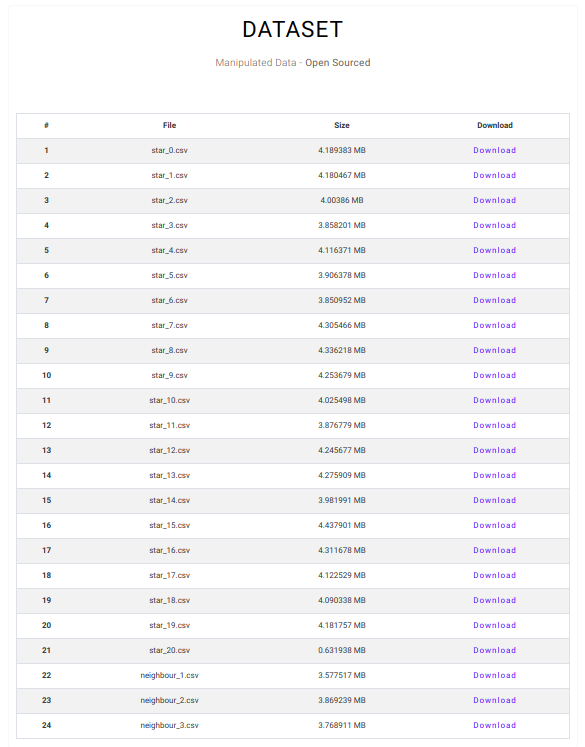 DATASET
Manipulated Data - Open Sourced
# File Size Download
1 star_0.csv 4.189383 MB Download
2 star_1.csv 4.180467 MB Download
3 star_2.csv 4.00386 MB Download
4 star_3.csv 3.858201 MB Download
5 star_4.csv 4.116371 MB Download
6 star_5.csv 3.906378 MB Download
7 star_6.csv 3.850952 MB Download
8 star_7.csv 4.305466 MB Download
9 star_8.csv 4.336218 MB Download
10 star_9.csv 4.253679 MB Download
11 star_10.csv 4.025498 MB Download
12 star_11.csv 3.876779 MB Download
13 star_12.csv 4.245677 MB Download
14 star_13.csv 4.275909 MB Download
15 star_14.csv 3.981991 MB Download
16 star_15.csv 4.437901 MB Download
17 star_16.csv 4.311678 MB Download
18 star_17.csv 4.122529 MB Download
19 star_18.csv 4.090338 MB Download
20 star_19.csv 4.181757 MB Download
21 star_20.csv 0.631938 MB Download
22 neighbour_1.csv 3.577517 MB Download
23 neighbour_2.csv 3.869239 MB Download
24 neighbour_3.csv 3.768911 MB Download